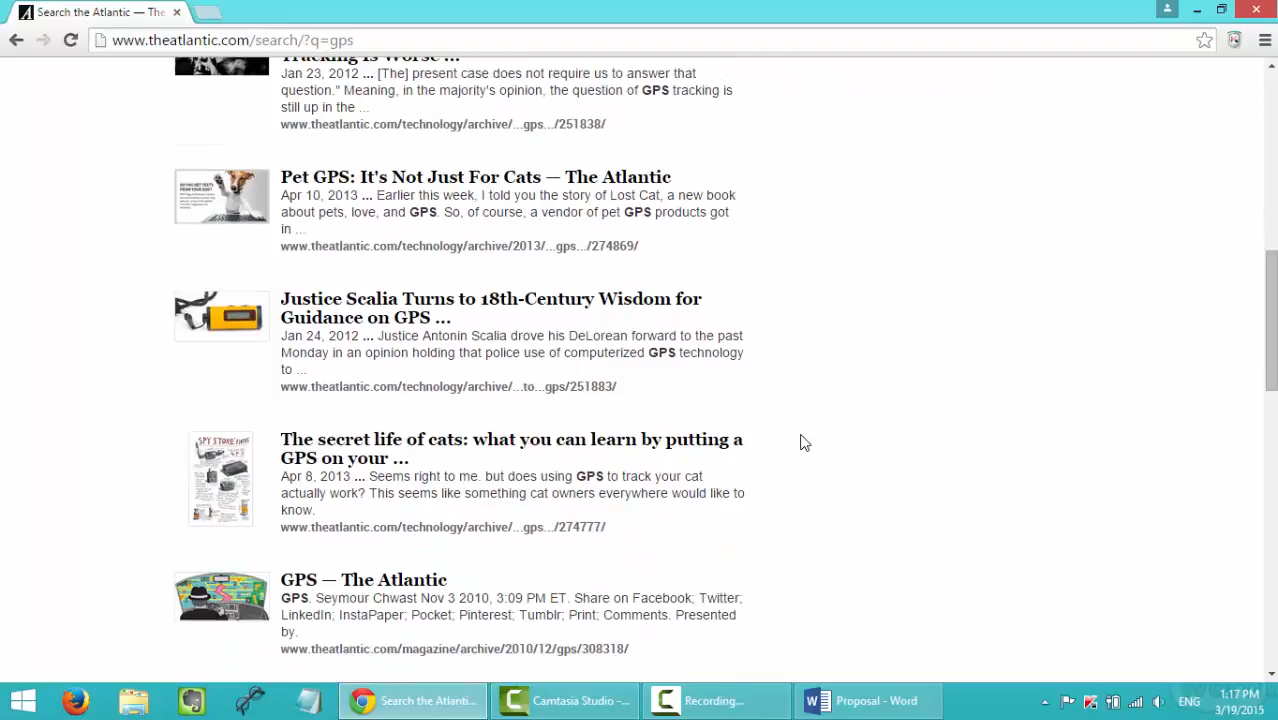 Search the Atlantic — The
www.theatlantic.com/search/?q=gps
Tracking Is Worse ...
Jan 23, 2012 ... [The] present case does not require us to answer that
question." Meaning, in the majority's opinion, the question of GPS tracking is
still up in the ...
www.theatlantic.com/technology/archive/...gps.../251838/
Pet GPS: It's Not Just For Cats — The Atlantic
Apr 10, 2013 ... Earlier this week, I told you the story of Lost Cat, a new book
about pets, love, and GPS. So, of course, a vendor of pet GPS products got
in ...
www.theatlantic.com/technology/archive/2013/...gps.../274869/
Justice Scalia Turns to 18th-Century Wisdom for
Guidance on GPS ...
Jan 24, 2012 ... Justice Antonin Scalia drove his DeLorean forward to the past
Monday in an opinion holding that police use of computerized GPS technology
to ...
www.theatlantic.com/technology/archive/...to...gps/251883/
SPY STORE
The secret life of cats: what you can learn by putting a
GPS on your ...
Apr 8, 2013 ... Seems right to me. but does using GPS to track your cat
actually work? This seems like something cat owners everywhere would like to
know.
www.theatlantic.com/technology/archive/...gps.../274777/
GPS — The Atlantic
GPS. Seymour Chwast Nov 3 2010, 3:09 PM ET. Share on Facebook; Twitter;
LinkedIn; InstaPaper; Pocket; Pinterest; Tumblr; Print; Comments. Presented
by.
www.theatlantic.com/magazine/archive/2010/12/gps/308318/
Search the Atlanti...
Camtasia Studio -...
Recording...
Proposal - Word
ENG
1:17 PM
3/19/2015